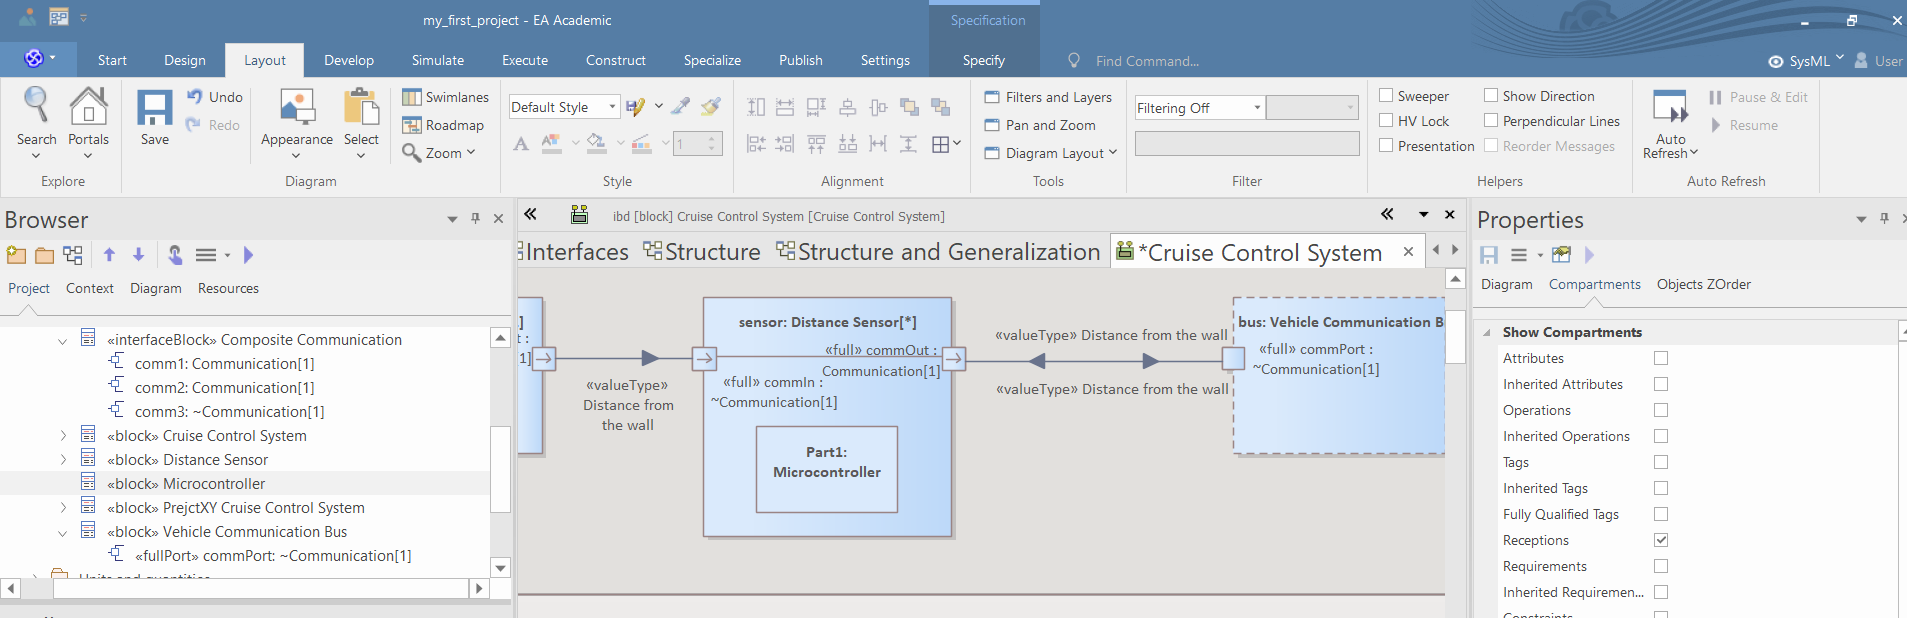 my_first_project - EA Academic
Specification
Start Design Layout Develop Simulate Execute Construct Specialize Publish Settings Specify
Find Command...
SysML
User
Search
Portals
Explore
Save
Undo
Redo
Appearance
Select
Swimlanes
Roadmap
Zoom
Diagram
Default Style
1
Style
Alignment
Filters and Layers
Pan and Zoom
Diagram Layout
Tools
Filtering Off
Filter
Sweeper
HV Lock
Presentation
Show Direction
Perpendicular Lines
Reorder Messages
Helpers
Auto
Refresh
Pause & Edit
Resume
Auto Refresh
Browser
Project Context Diagram Resources
«interfaceBlock» Composite Communication
comm1: Communication[1]
comm2: Communication[1]
comm3: ~Communication[1]
«block» Cruise Control System
«block» Distance Sensor
«block» Microcontroller
«block» PrejctXY Cruise Control System
«block» Vehicle Communication Bus
«fullPort» commPort: ~Communication[1]
Units and quantities
ibd [block] Cruise Control System [Cruise Control System]
Interfaces Structure Structure and Generalization *Cruise Control System
]
:
1]
«valueType»
Distance from
the wall
sensor: Distance Sensor[*]
«full» commOut :
Communication[1]
«full» commIn :
~Communication[1]
Part1:
Microcontroller
«valueType» Distance from the wall
«valueType» Distance from the wall
bus: Vehicle Communication B
«full» commPort :
~Communication[1]
Properties
Diagram Compartments Objects ZOrder
Show Compartments
Attributes
Inherited Attributes
Operations
Inherited Operations
Tags
Inherited Tags
Fully Qualified Tags
Receptions
Requirements
Inherited Requiremen...
Constraints